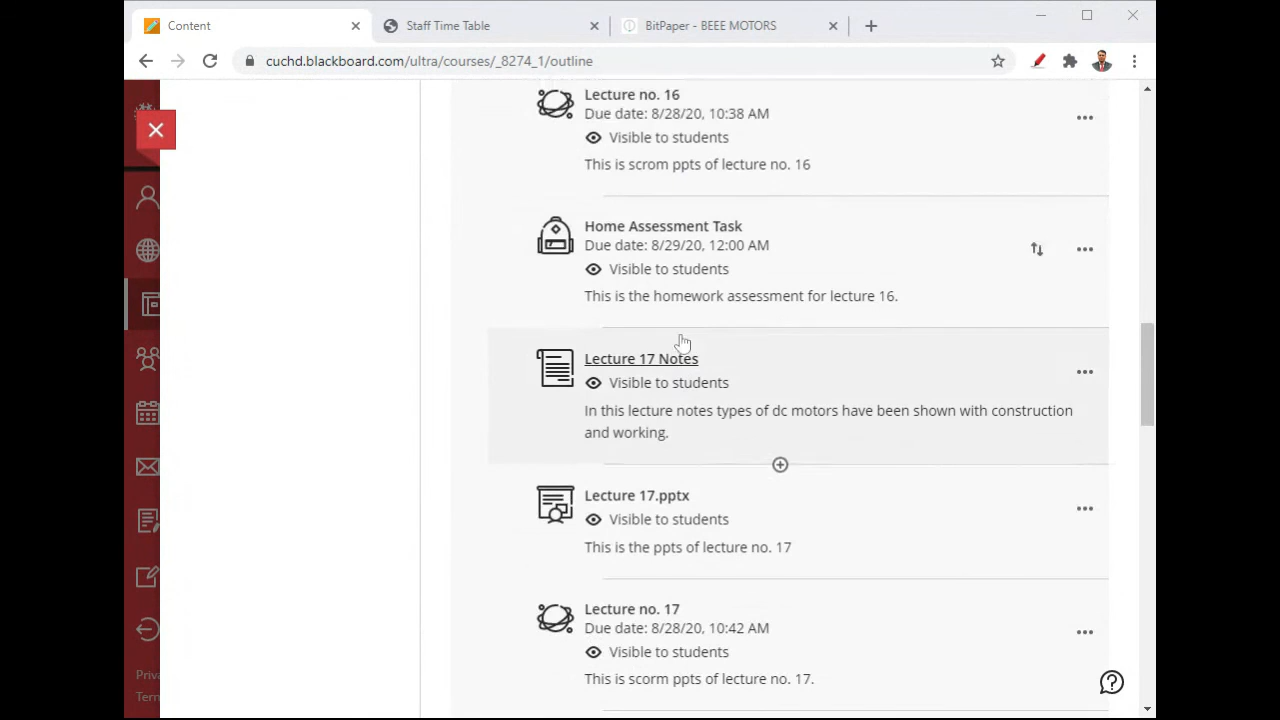 Content
Staff Time Table
BitPaper - BEEE MOTORS
cuchd.blackboard.com/ultra/courses/_8274_1/outline
Lecture no. 16
Due date: 8/28/20, 10:38 AM
Visible to students
This is scrom ppts of lecture no. 16
Home Assessment Task
Due date: 8/29/20, 12:00 AM
Visible to students
This is the homework assessment for lecture 16.
Lecture 17 Notes
Visible to students
In this lecture notes types of dc motors have been shown with construction
and working.
Lecture 17.pptx
Visible to students
This is the ppts of lecture no. 17
Lecture no. 17
Due date: 8/28/20, 10:42 AM
Visible to students
This is scorm ppts of lecture no. 17.
Priva
Term